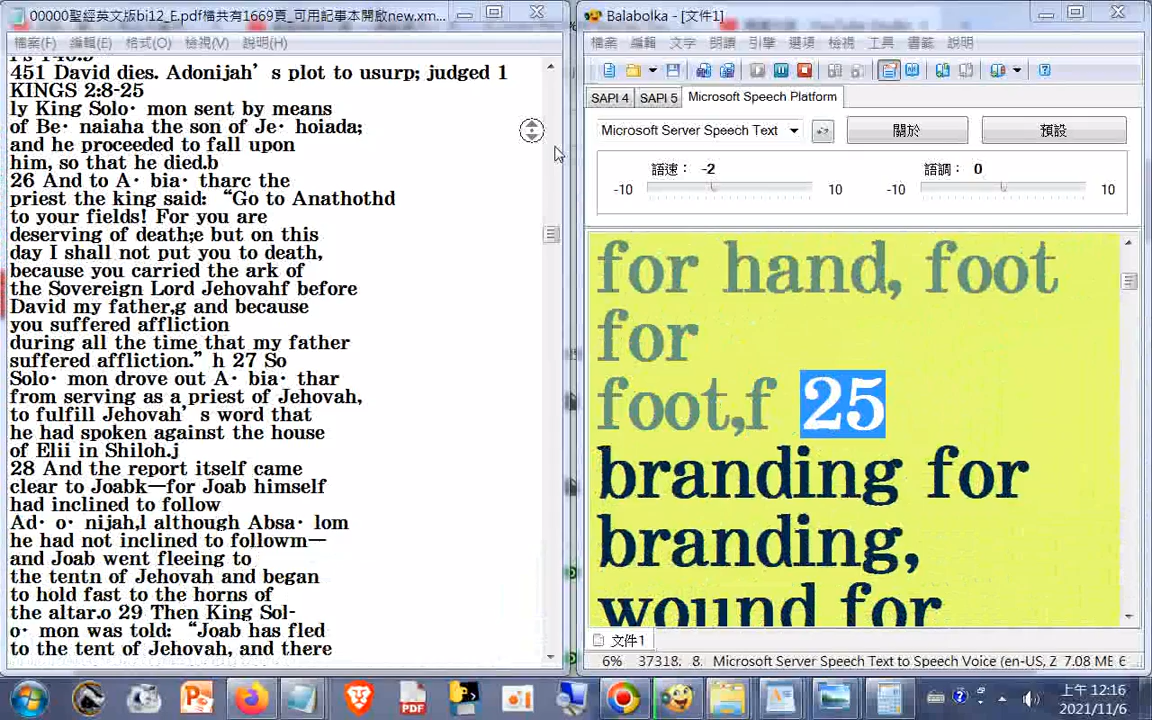 00000聖經英文版bi12_E.pdf檔共有1669頁_可用記事本開啟new.xm...
檔案(F) 編輯(E) 格式(O) 檢視(V) 說明(H)
451 David dies. Adonijah’s plot to usurp; judged 1
KINGS 2:8-25
ly King Solo·mon sent by means
of Be·naiaha the son of Je·hoiada;
and he proceeded to fall upon
him, so that he died.b
26 And to A·bia·tharc the
priest the king said: “Go to Anathothd
to your fields! For you are
deserving of death;e but on this
day I shall not put you to death,
because you carried the ark of
the Sovereign Lord Jehovahf before
David my father,g and because
you suffered affliction
during all the time that my father
suffered affliction.”h 27 So
Solo·mon drove out A·bia·thar
from serving as a priest of Jehovah,
to fulfill Jehovah’s word that
he had spoken against the house
of Elii in Shiloh.j
28 And the report itself came
clear to Joabk—for Joab himself
had inclined to follow
Ad·o·nijah,l although Absa·lom
he had not inclined to followm—
and Joab went fleeing to
the tentn of Jehovah and began
to hold fast to the horns of
the altar.o 29 Then King Sol-
o·mon was told: “Joab has fled
to the tent of Jehovah, and there
Balabolka - [文件1]
檔案 編輯 文字 朗讀 引擎 選項 檢視 工具 書籤 說明
SAPI 4 SAPI 5 Microsoft Speech Platform
Microsoft Server Speech Text 關於 預設
語速： -2 語調： 0
-10 10 -10 10
for hand, foot
for
foot,f 25
branding for
branding,
wound for
文件1
6% 37318. 8. Microsoft Server Speech Text to Speech Voice (en-US, Z 7.08 MB 6
上午 12:16
2021/11/6